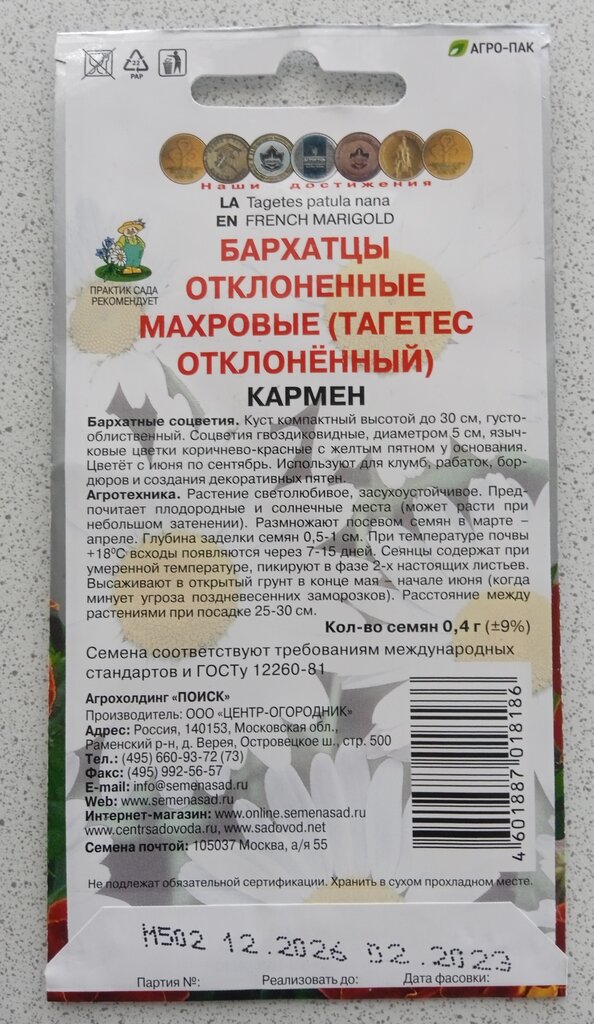 АГРО-ПАК
22
PAP
Наши достижения
LA Tagetes patula nana
EN FRENCH MARIGOLD
БАРХАТЦЫ
ОТКЛОНЕННЫЕ
МАХРОВЫЕ (ТАГЕТЕС
ОТКЛОНЁННЫЙ)
КАРМЕН
ПРАКТИК САДА
РЕКОМЕНДУЕТ
Бархатные соцветия. Куст компактный высотой до 30 см, густо-
облиственный. Соцветия гвоздиковидные, диаметром 5 см, языч-
ковые цветки коричнево-красные с желтым пятном у основания.
Цветёт с июня по сентябрь. Используют для клумб, рабаток, бор-
дюров и создания декоративных пятен.
Агротехника. Растение светолюбивое, засухоустойчивое. Пред-
почитает плодородные и солнечные места (может расти при
небольшом затенении). Размножают посевом семян в марте –
апреле. Глубина заделки семян 0,5-1 см. При температуре почвы
+18⁰С всходы появляются через 7-15 дней. Сеянцы содержат при
умеренной температуре, пикируют в фазе 2-х настоящих листьев.
Высаживают в открытый грунт в конце мая – начале июня (когда
минует угроза поздневесенних заморозков). Расстояние между
растениями при посадке 25-30 см.
Кол-во семян 0,4 г (±9%)
Семена соответствуют требованиям международных
стандартов и ГОСТу 12260-81
Агрохолдинг "ПОИСК"
Производитель: ООО «ЦЕНТР-ОГОРОДНИК»
Адрес: Россия, 140153, Московская обл.,
Раменский р-н, д. Верея, Островецкое ш., стр. 500
Тел.: (495) 660-93-72 (73)
Факс: (495) 992-56-57
E-mail: info@semenasad.ru
Web: www.semenasad.ru
Интернет-магазин: www.online.semenasad.ru
www.centrsadovoda.ru, www.sadovod.net
Семена почтой: 105037 Москва, а/я 55
4 601887 018186
Не подлежат обязательной сертификации. Хранить в сухом прохладном месте.
М502 12.2026 02.2023
Партия №: Реализовать до: Дата фасовки: